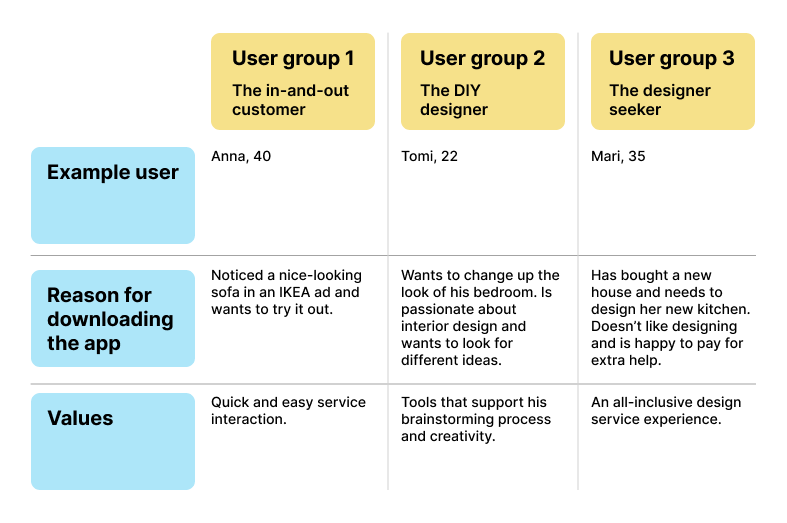 User group 1
The in-and-out
customer
User group 2
The DIY
designer
User group 3
The designer
seeker
Example user
Anna, 40
Tomi, 22
Mari, 35
Reason for
downloading
the app
Noticed a nice-looking
sofa in an IKEA ad and
wants to try it out.
Wants to change up the
look of his bedroom. Is
passionate about
interior design and
wants to look for
different ideas.
Has bought a new
house and needs to
design her new kitchen.
Doesn’t like designing
and is happy to pay for
extra help.
Values
Quick and easy service
interaction.
Tools that support his
brainstorming process
and creativity.
An all-inclusive design
service experience.